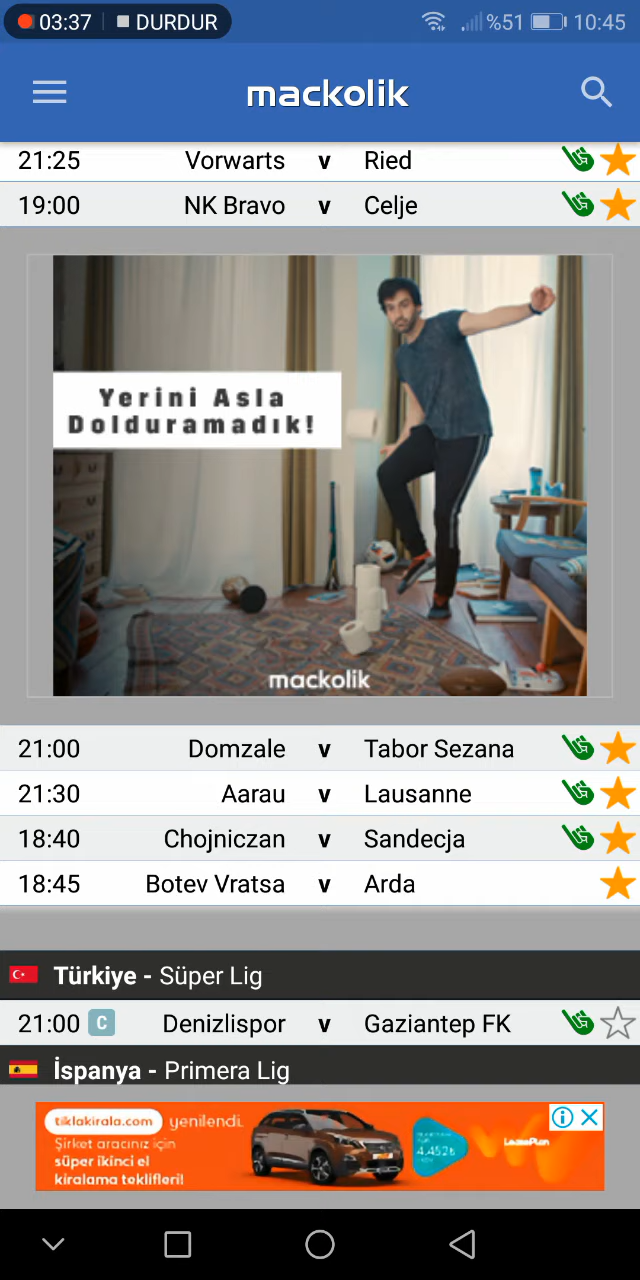 03:37 DURDUR %51 10:45
mackolik
21:25 Vorwarts v Ried
19:00 NK Bravo v Celje
Yerini Asla
Dolduramadık!
mackolik
21:00 Domzale v Tabor Sezana
21:30 Aarau v Lausanne
18:40 Chojniczan v Sandecja
18:45 Botev Vratsa v Arda
Türkiye - Süper Lig
21:00 C Denizlispor v Gaziantep FK
İspanya - Primera Lig
tiklakirala.com yenilendi.
Şirket aracınız için
süper ikinci el
kiralama teklifleri!
4.452₺
LeasePlan